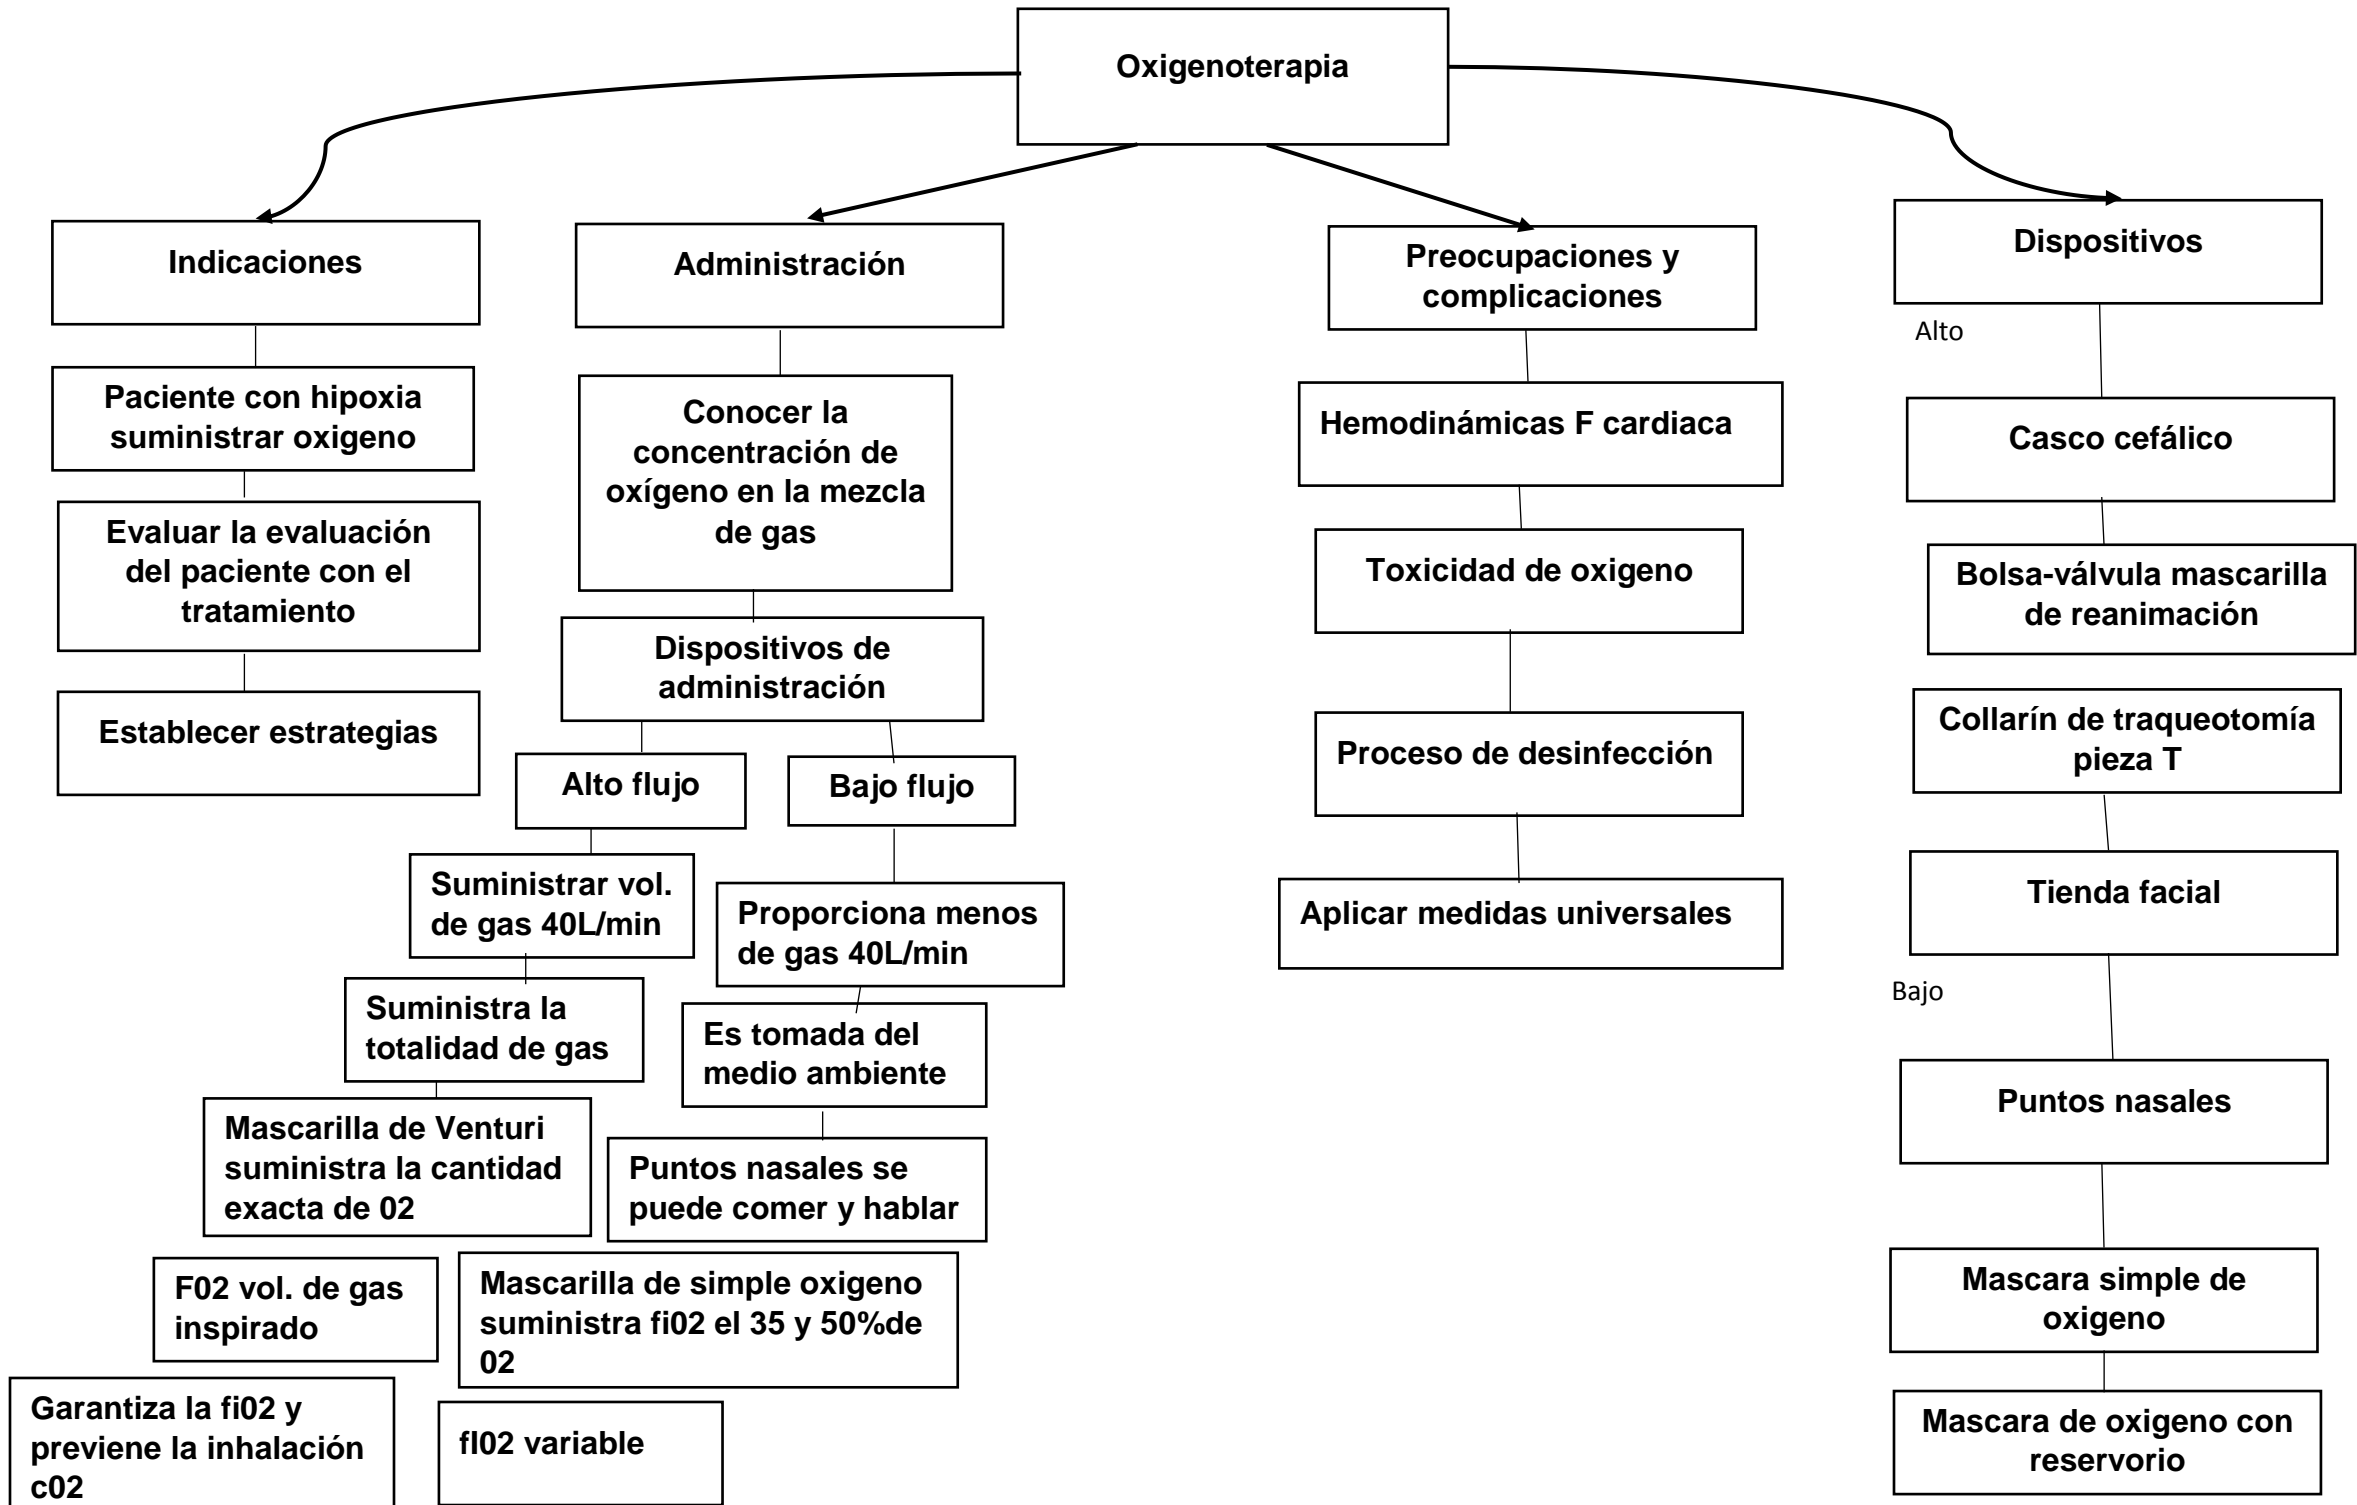 Oxigenoterapia
Indicaciones
Paciente con hipoxia
suministrar oxigeno
Evaluar la evaluación
del paciente con el
tratamiento
Establecer estrategias
Administración
Conocer la
concentración de
oxígeno en la mezcla
de gas
Dispositivos de
administración
Alto flujo
Suministrar vol.
de gas 40L/min
Suministra la
totalidad de gas
Mascarilla de Venturi
suministra la cantidad
exacta de 02
F02 vol. de gas
inspirado
Garantiza la fi02 y
previene la inhalación
c02
Bajo flujo
Proporciona menos
de gas 40L/min
Es tomada del
medio ambiente
Puntos nasales se
puede comer y hablar
Mascarilla de simple oxigeno
suministra fi02 el 35 y 50%de
02
fI02 variable
Preocupaciones y
complicaciones
Hemodinámicas F cardiaca
Toxicidad de oxigeno
Proceso de desinfección
Aplicar medidas universales
Dispositivos
Alto
Casco cefálico
Bolsa-válvula mascarilla
de reanimación
Collarín de traqueotomía
pieza T
Tienda facial
Bajo
Puntos nasales
Mascara simple de
oxigeno
Mascara de oxigeno con
reservorio